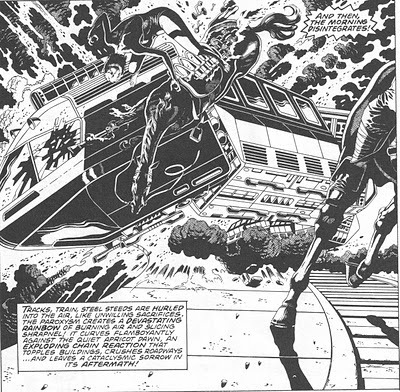 AND THEN,
THE MORNING
DISINTEGRATES!
TRACKS, TRAIN, STEEL STEEDS ARE HURLED
INTO THE AIR, LIKE UNWILLING SACRIFICES.
THE PAROXYSM CREATES A DEVASTATING
RAINBOW OF BURNING AIR AND SLICING
SHRAPNEL! IT CURVES FLAMBOYANTLY
AGAINST THE QUIET APRICOT DAWN, AN
EXPLODING CHAIN REACTION THAT
TOPPLES BUILDINGS, CRUSHES ROADWAYS
...AND LEAVES A CATACLYSMIC SORROW IN
IT'S AFTERMATH!